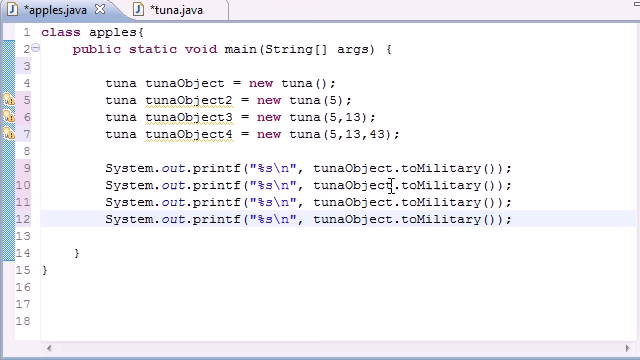 *apples.java *tuna.java
1 class apples{
2 public static void main(String[] args) {
3
4 tuna tunaObject = new tuna();
5 tuna tunaObject2 = new tuna(5);
6 tuna tunaObject3 = new tuna(5,13);
7 tuna tunaObject4 = new tuna(5,13,43);
8
9 System.out.printf("%s\n", tunaObject.toMilitary());
10 System.out.printf("%s\n", tunaObject.toMilitary());
11 System.out.printf("%s\n", tunaObject.toMilitary());
12 System.out.printf("%s\n", tunaObject.toMilitary());
13
14 }
15 }
16
17
18